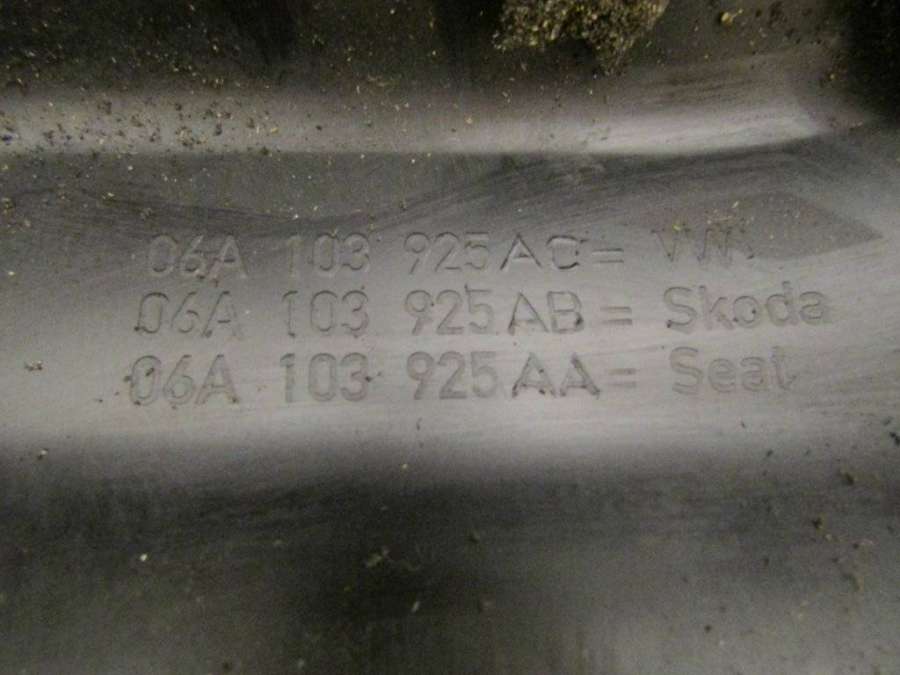 06A 103 925 AC = VW
06A 103 925 AB = Skoda
06A 103 925 AA = Seat